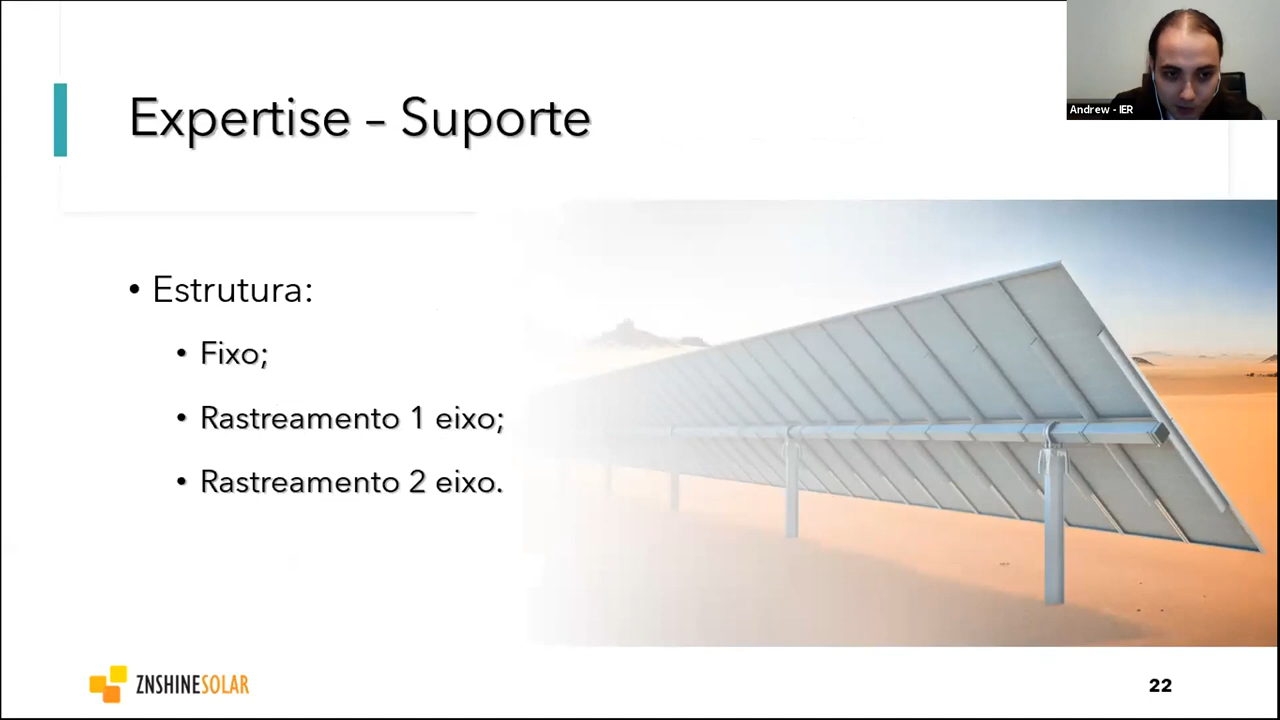 Expertise – Suporte
Andrew - IER
• Estrutura:
• Fixo;
• Rastreamento 1 eixo;
• Rastreamento 2 eixo.
ZNSHINESOLAR
22